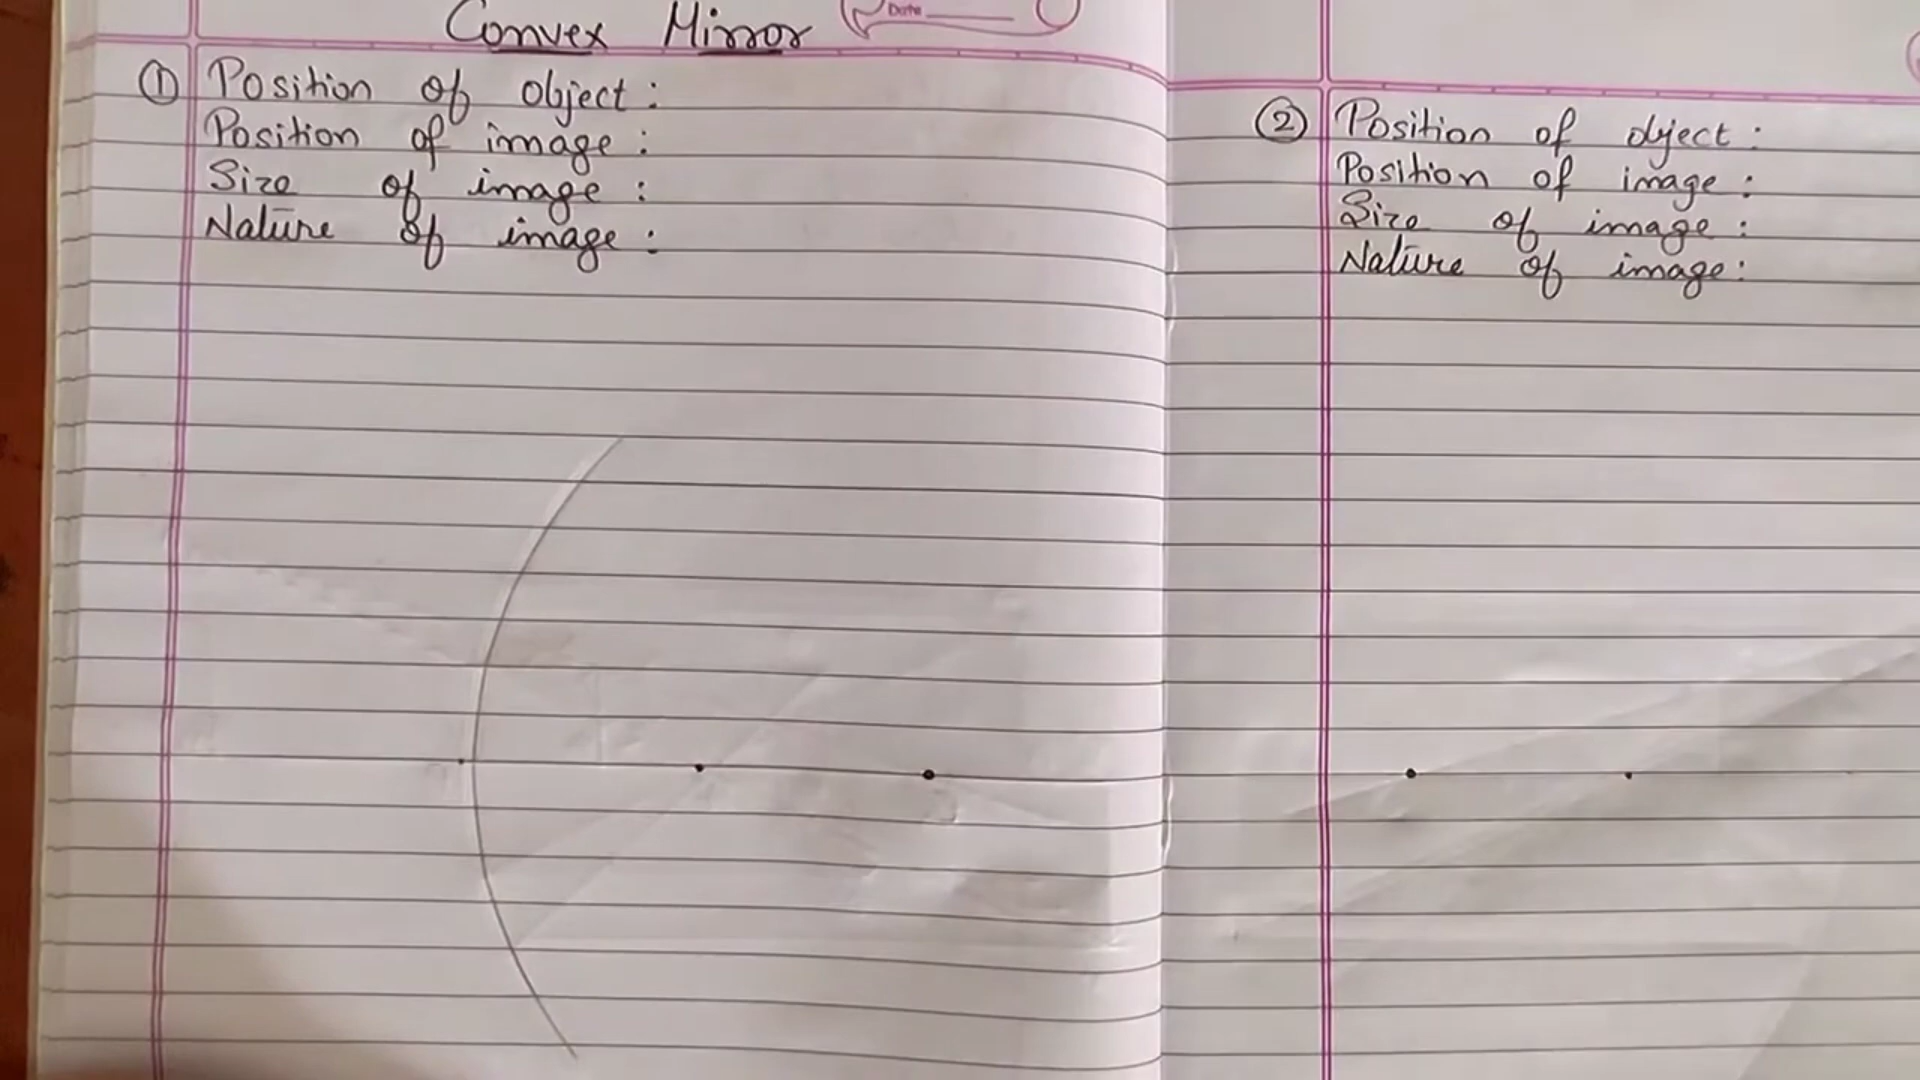 Convex Mirror
Date
① Position of object :
Position of image :
Size of image :
Nature of image :
② Position of object :
Position of image :
Size of image :
Nature of image :